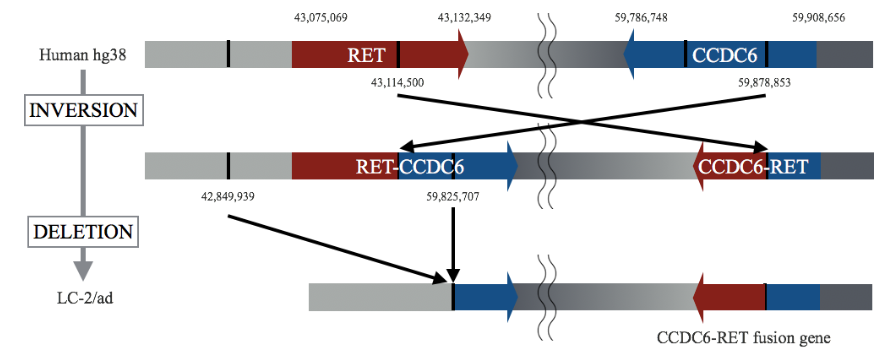 43,075,069 43,132,349 59,786,748 59,908,656
Human hg38 RET CCDC6
43,114,500 59,878,853
INVERSION
RET-CCDC6 CCDC6-RET
42,849,939 59,825,707
DELETION
LC-2/ad
CCDC6-RET fusion gene